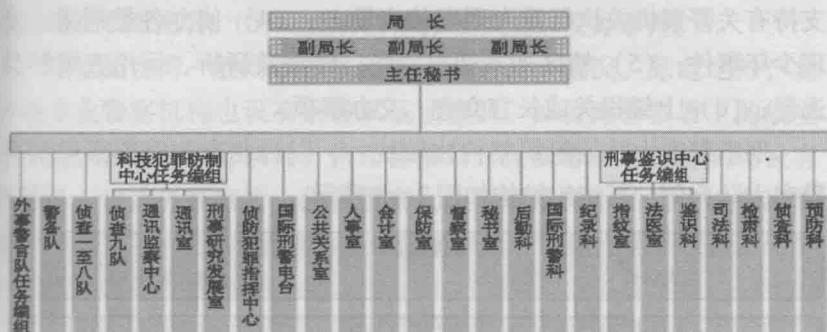 支持有关
局 长
副局长 副局长 副局长
主任秘书
科技犯罪防制
中心任务编组
刑事鉴识中心
任务编组
外事警官队任务编组
警备队
侦查一至八队
侦查九队
通讯监察中心
通讯室
刑事研究发展室
侦防犯罪指挥中心
国际刑警电台
公共关系室
人事室
会计室
保防室
督察室
秘书室
后勤科
国际刑警科
纪录科
指纹室
法医室
鉴识科
司法科
检肃科
侦查科
预防科